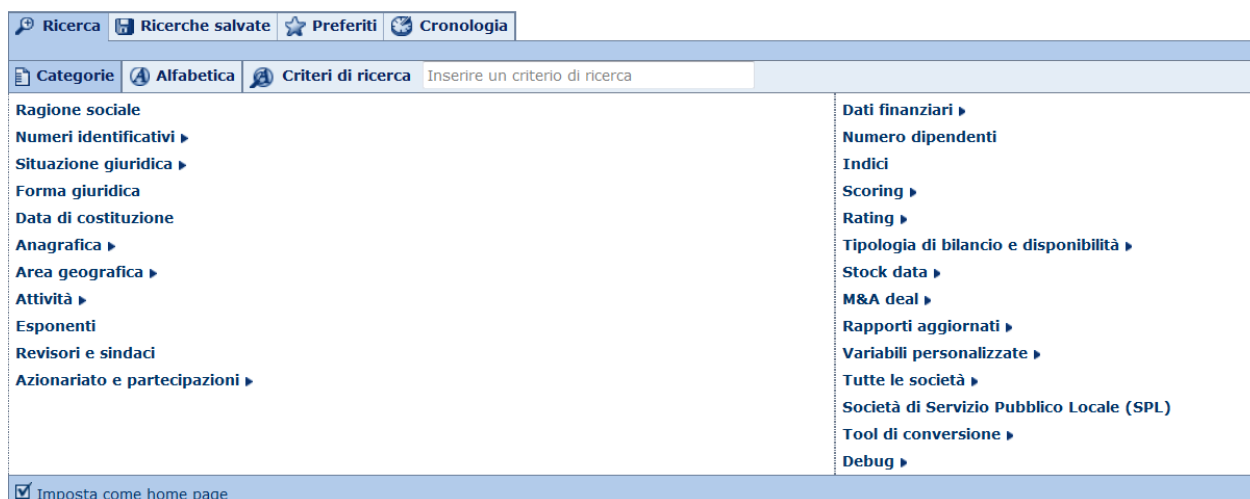 Ricerca Ricerche salvate Preferiti Cronologia
Categorie Alfabetica Criteri di ricerca Inserire un criterio di ricerca
Ragione sociale
Numeri identificativi
Situazione giuridica
Forma giuridica
Data di costituzione
Anagrafica
Area geografica
Attività
Esponenti
Revisori e sindaci
Azionariato e partecipazioni
Dati finanziari
Numero dipendenti
Indici
Scoring
Rating
Tipologia di bilancio e disponibilità
Stock data
M&A deal
Rapporti aggiornati
Variabili personalizzate
Tutte le società
Società di Servizio Pubblico Locale (SPL)
Tool di conversione
Debug
Imposta come home page